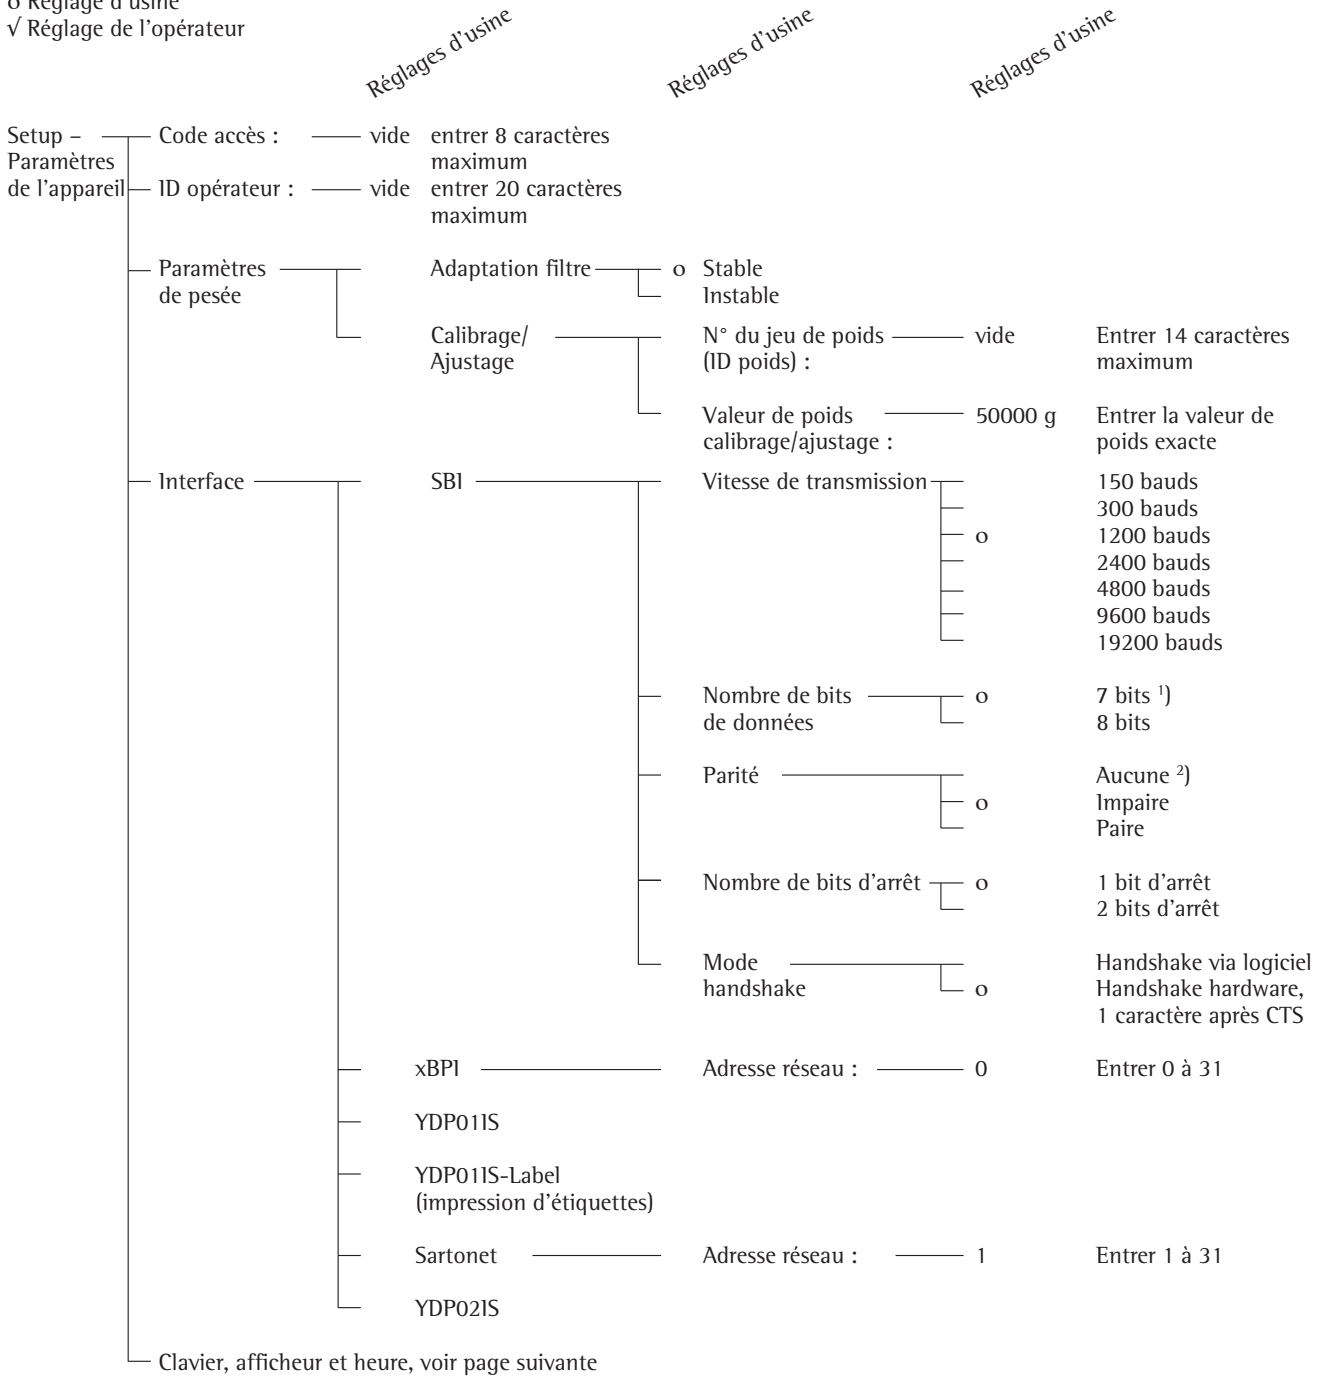 o Réglage d'usine
√ Réglage de l'opérateur
Réglages d'usine
Réglages d'usine
Réglages d'usine
Setup –
Paramètres
de l'appareil
Code accès :
vide
entrer 8 caractères
maximum
ID opérateur :
vide
entrer 20 caractères
maximum
Paramètres
de pesée
Adaptation filtre
o Stable
Instable
Calibrage/
Ajustage
N° du jeu de poids
(ID poids) :
vide
Entrer 14 caractères
maximum
Valeur de poids
calibrage/ajustage :
50000 g
Entrer la valeur de
poids exacte
Interface
SBI
Vitesse de transmission
150 bauds
300 bauds
o 1200 bauds
2400 bauds
4800 bauds
9600 bauds
19200 bauds
Nombre de bits
de données
o 7 bits ¹)
8 bits
Parité
Aucune ²)
o Impaire
Paire
Nombre de bits d'arrêt
o 1 bit d'arrêt
2 bits d'arrêt
Mode
handshake
Handshake via logiciel
o Handshake hardware,
1 caractère après CTS
xBPI
Adresse réseau :
0
Entrer 0 à 31
YDP01IS
YDP01IS-Label
(impression d'étiquettes)
Sartonet
Adresse réseau :
1
Entrer 1 à 31
YDP02IS
Clavier, afficheur et heure, voir page suivante